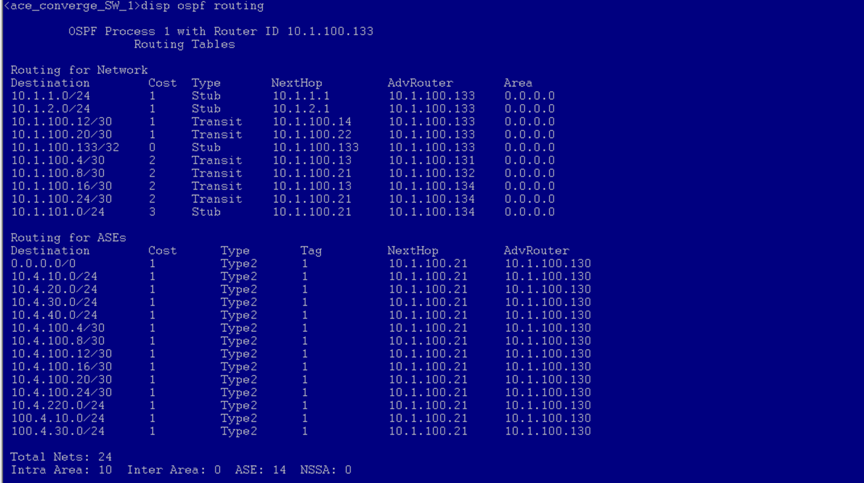 <ace_converge_SW_1>disp ospf routing
OSPF Process 1 with Router ID 10.1.100.133
Routing Tables
Routing for Network
Destination Cost Type NextHop AdvRouter Area
10.1.1.0/24 1 Stub 10.1.1.1 10.1.100.133 0.0.0.0
10.1.2.0/24 1 Stub 10.1.2.1 10.1.100.133 0.0.0.0
10.1.100.12/30 1 Transit 10.1.100.14 10.1.100.133 0.0.0.0
10.1.100.20/30 1 Transit 10.1.100.22 10.1.100.133 0.0.0.0
10.1.100.133/32 0 Stub 10.1.100.133 10.1.100.133 0.0.0.0
10.1.100.4/30 2 Transit 10.1.100.13 10.1.100.131 0.0.0.0
10.1.100.8/30 2 Transit 10.1.100.21 10.1.100.132 0.0.0.0
10.1.100.16/30 2 Transit 10.1.100.13 10.1.100.134 0.0.0.0
10.1.100.24/30 2 Transit 10.1.100.21 10.1.100.134 0.0.0.0
10.1.101.0/24 3 Stub 10.1.100.21 10.1.100.134 0.0.0.0
Routing for ASEs
Destination Cost Type Tag NextHop AdvRouter
0.0.0.0/0 1 Type2 1 10.1.100.21 10.1.100.130
10.4.10.0/24 1 Type2 1 10.1.100.21 10.1.100.130
10.4.20.0/24 1 Type2 1 10.1.100.21 10.1.100.130
10.4.30.0/24 1 Type2 1 10.1.100.21 10.1.100.130
10.4.40.0/24 1 Type2 1 10.1.100.21 10.1.100.130
10.4.100.4/30 1 Type2 1 10.1.100.21 10.1.100.130
10.4.100.8/30 1 Type2 1 10.1.100.21 10.1.100.130
10.4.100.12/30 1 Type2 1 10.1.100.21 10.1.100.130
10.4.100.16/30 1 Type2 1 10.1.100.21 10.1.100.130
10.4.100.20/30 1 Type2 1 10.1.100.21 10.1.100.130
10.4.100.24/30 1 Type2 1 10.1.100.21 10.1.100.130
10.4.220.0/24 1 Type2 1 10.1.100.21 10.1.100.130
100.4.10.0/24 1 Type2 1 10.1.100.21 10.1.100.130
100.4.30.0/24 1 Type2 1 10.1.100.21 10.1.100.130
Total Nets: 24
Intra Area: 10 Inter Area: 0 ASE: 14 NSSA: 0